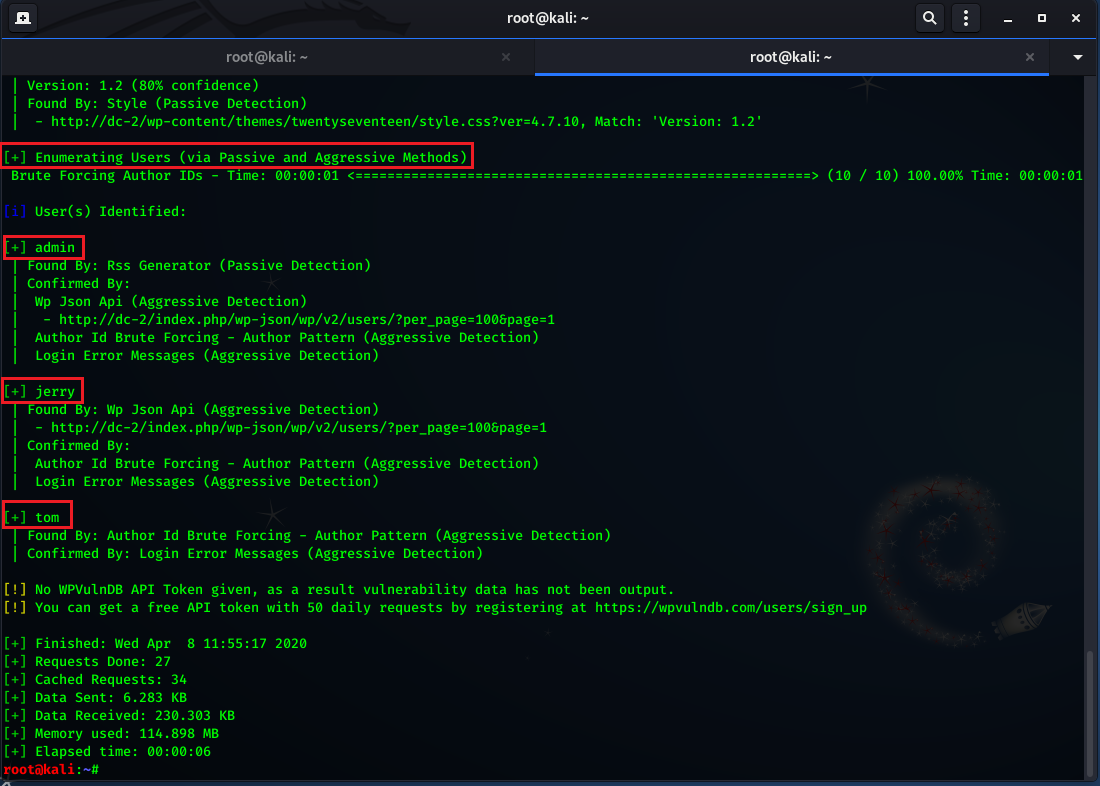 root@kali: ~
root@kali: ~
root@kali: ~
| Version: 1.2 (80% confidence)
| Found By: Style (Passive Detection)
|  - http://dc-2/wp-content/themes/twentyseventeen/style.css?ver=4.7.10, Match: 'Version: 1.2'
[+] Enumerating Users (via Passive and Aggressive Methods)
Brute Forcing Author IDs - Time: 00:00:01 <=========================================================> (10 / 10) 100.00% Time: 00:00:01
[i] User(s) Identified:
[+] admin
| Found By: Rss Generator (Passive Detection)
| Confirmed By:
|  Wp Json Api (Aggressive Detection)
|   - http://dc-2/index.php/wp-json/wp/v2/users/?per_page=100&page=1
|  Author Id Brute Forcing - Author Pattern (Aggressive Detection)
|  Login Error Messages (Aggressive Detection)
[+] jerry
| Found By: Wp Json Api (Aggressive Detection)
|  - http://dc-2/index.php/wp-json/wp/v2/users/?per_page=100&page=1
| Confirmed By:
|  Author Id Brute Forcing - Author Pattern (Aggressive Detection)
|  Login Error Messages (Aggressive Detection)
[+] tom
| Found By: Author Id Brute Forcing - Author Pattern (Aggressive Detection)
| Confirmed By: Login Error Messages (Aggressive Detection)
[!] No WPVulnDB API Token given, as a result vulnerability data has not been output.
[!] You can get a free API token with 50 daily requests by registering at https://wpvulndb.com/users/sign_up
[+] Finished: Wed Apr  8 11:55:17 2020
[+] Requests Done: 27
[+] Cached Requests: 34
[+] Data Sent: 6.283 KB
[+] Data Received: 230.303 KB
[+] Memory used: 114.898 MB
[+] Elapsed time: 00:00:06
root@kali:~#